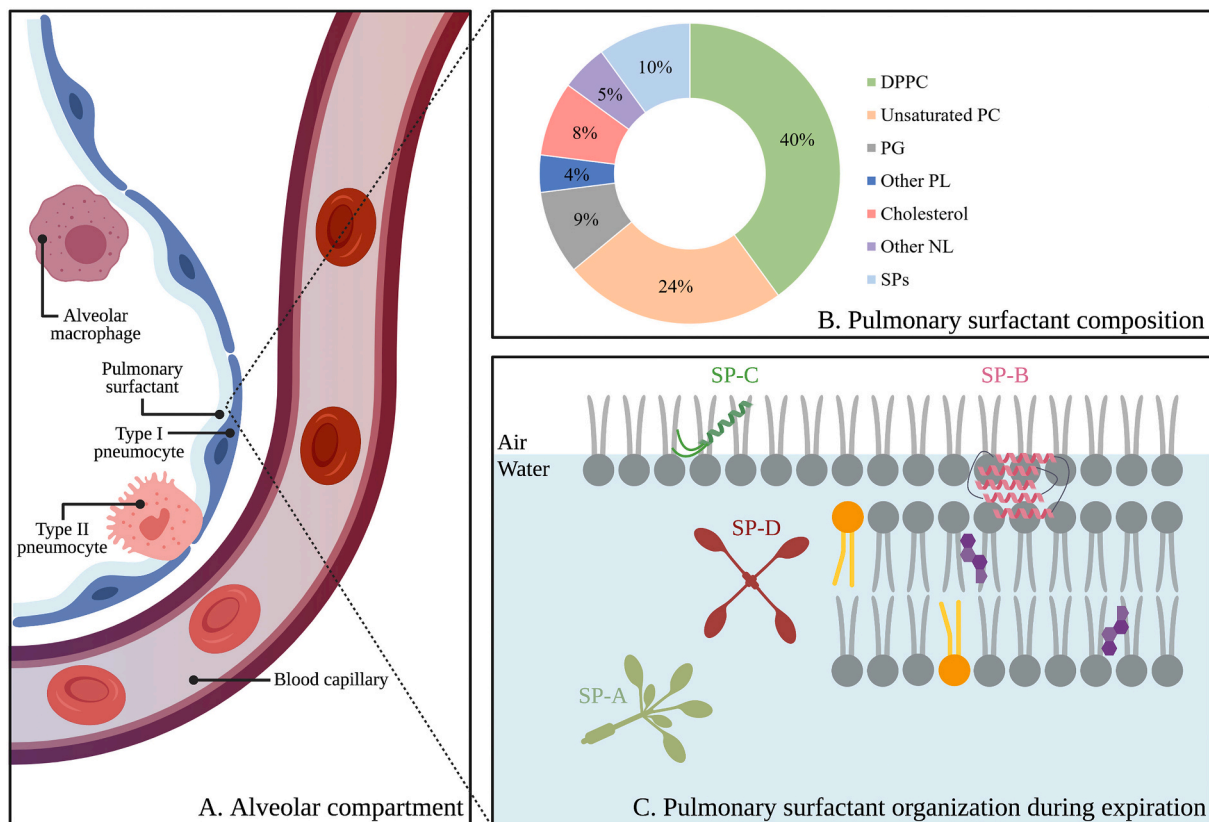 Alveolar
macrophage
Pulmonary
surfactant
Type I
pneumocyte
Type II
pneumocyte
Blood capillary
A. Alveolar compartment
10%
5%
8%
4%
9%
24%
40%
DPPC
Unsaturated PC
PG
Other PL
Cholesterol
Other NL
SPs
B. Pulmonary surfactant composition
SP-C
SP-B
Air
Water
SP-D
SP-A
C. Pulmonary surfactant organization during expiration